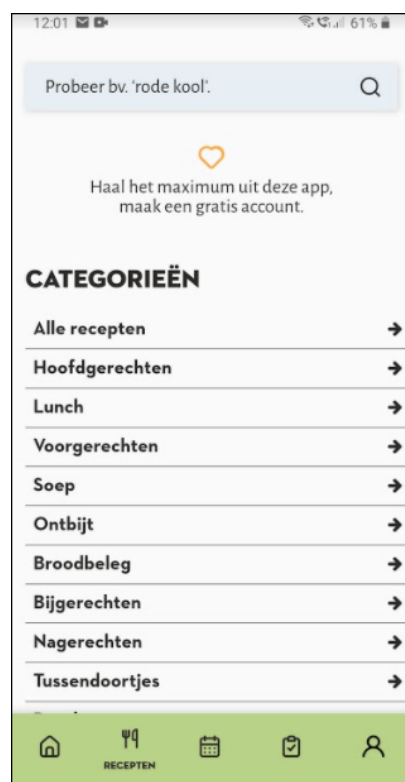 12:01 61%
Probeer bv. 'rode kool'.
Haal het maximum uit deze app,
maak een gratis account.
CATEGORIEËN
Alle recepten
Hoofdgerechten
Lunch
Voorgerechten
Soep
Ontbijt
Broodbeleg
Bijgerechten
Nagerechten
Tussendoortjes
RECEPTEN